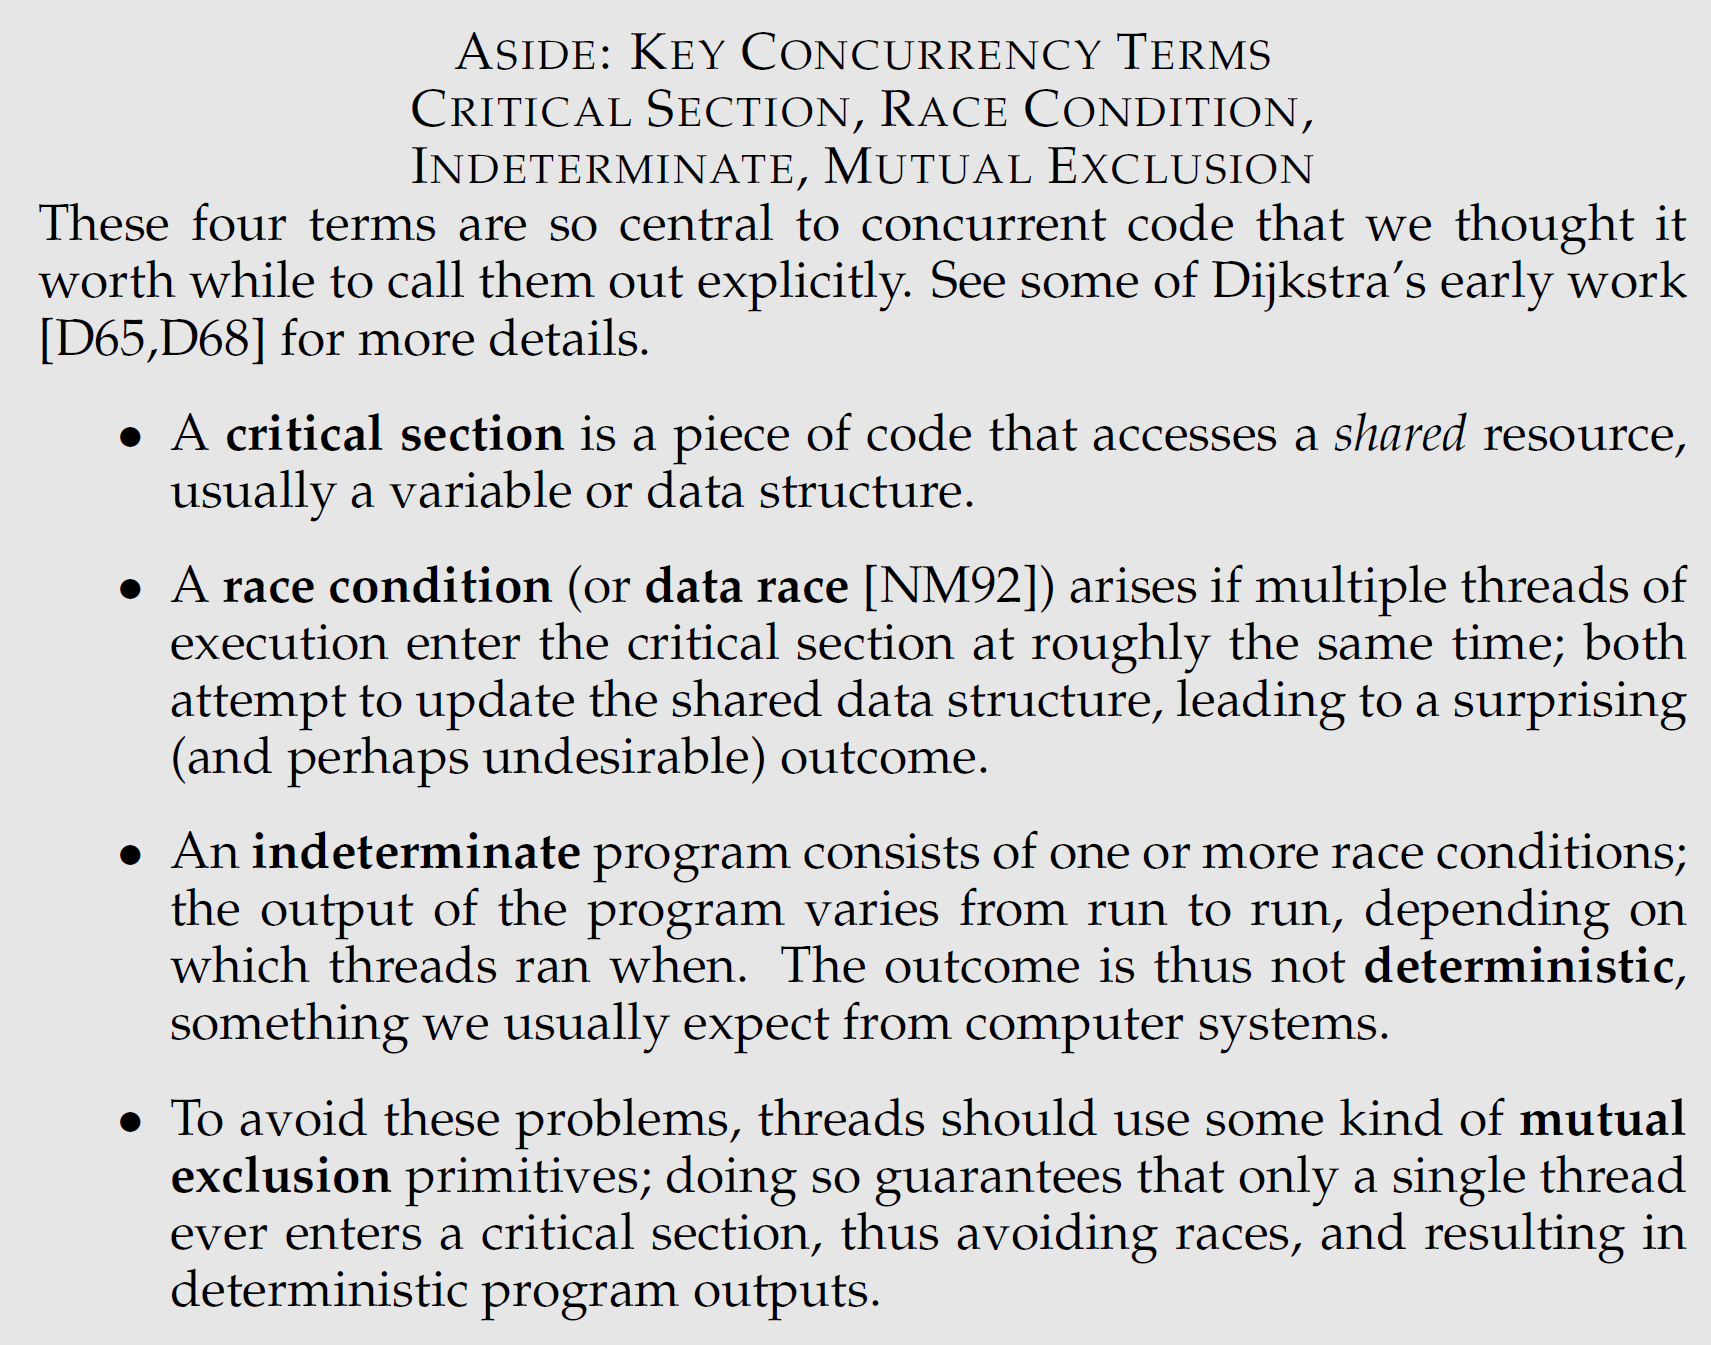 ASIDE: KEY CONCURRENCY TERMS
CRITICAL SECTION, RACE CONDITION,
INDETERMINATE, MUTUAL EXCLUSION
These four terms are so central to concurrent code that we thought it
worth while to call them out explicitly. See some of Dijkstra’s early work
[D65,D68] for more details.
• A critical section is a piece of code that accesses a shared resource,
usually a variable or data structure.
• A race condition (or data race [NM92]) arises if multiple threads of
execution enter the critical section at roughly the same time; both
attempt to update the shared data structure, leading to a surprising
(and perhaps undesirable) outcome.
• An indeterminate program consists of one or more race conditions;
the output of the program varies from run to run, depending on
which threads ran when. The outcome is thus not deterministic,
something we usually expect from computer systems.
• To avoid these problems, threads should use some kind of mutual
exclusion primitives; doing so guarantees that only a single thread
ever enters a critical section, thus avoiding races, and resulting in
deterministic program outputs.